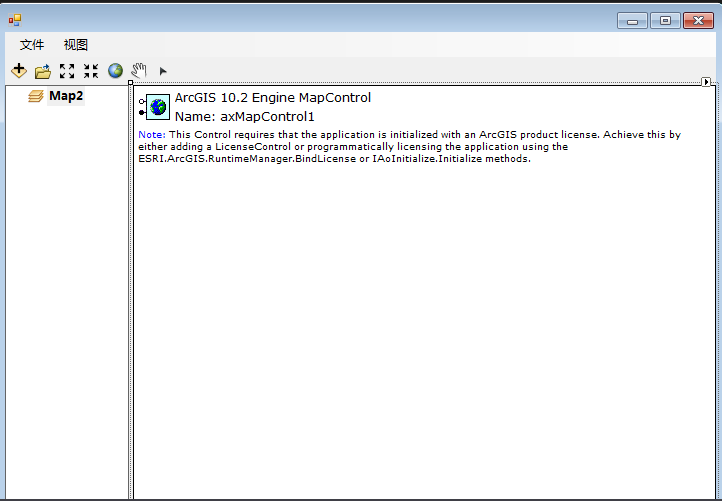 文件 视图
Map2
ArcGIS 10.2 Engine MapControl
Name: axMapControl1
Note: This Control requires that the application is initialized with an ArcGIS product license. Achieve this by
either adding a LicenseControl or programmatically licensing the application using the
ESRI.ArcGIS.RuntimeManager.BindLicense or IAoInitialize.Initialize methods.